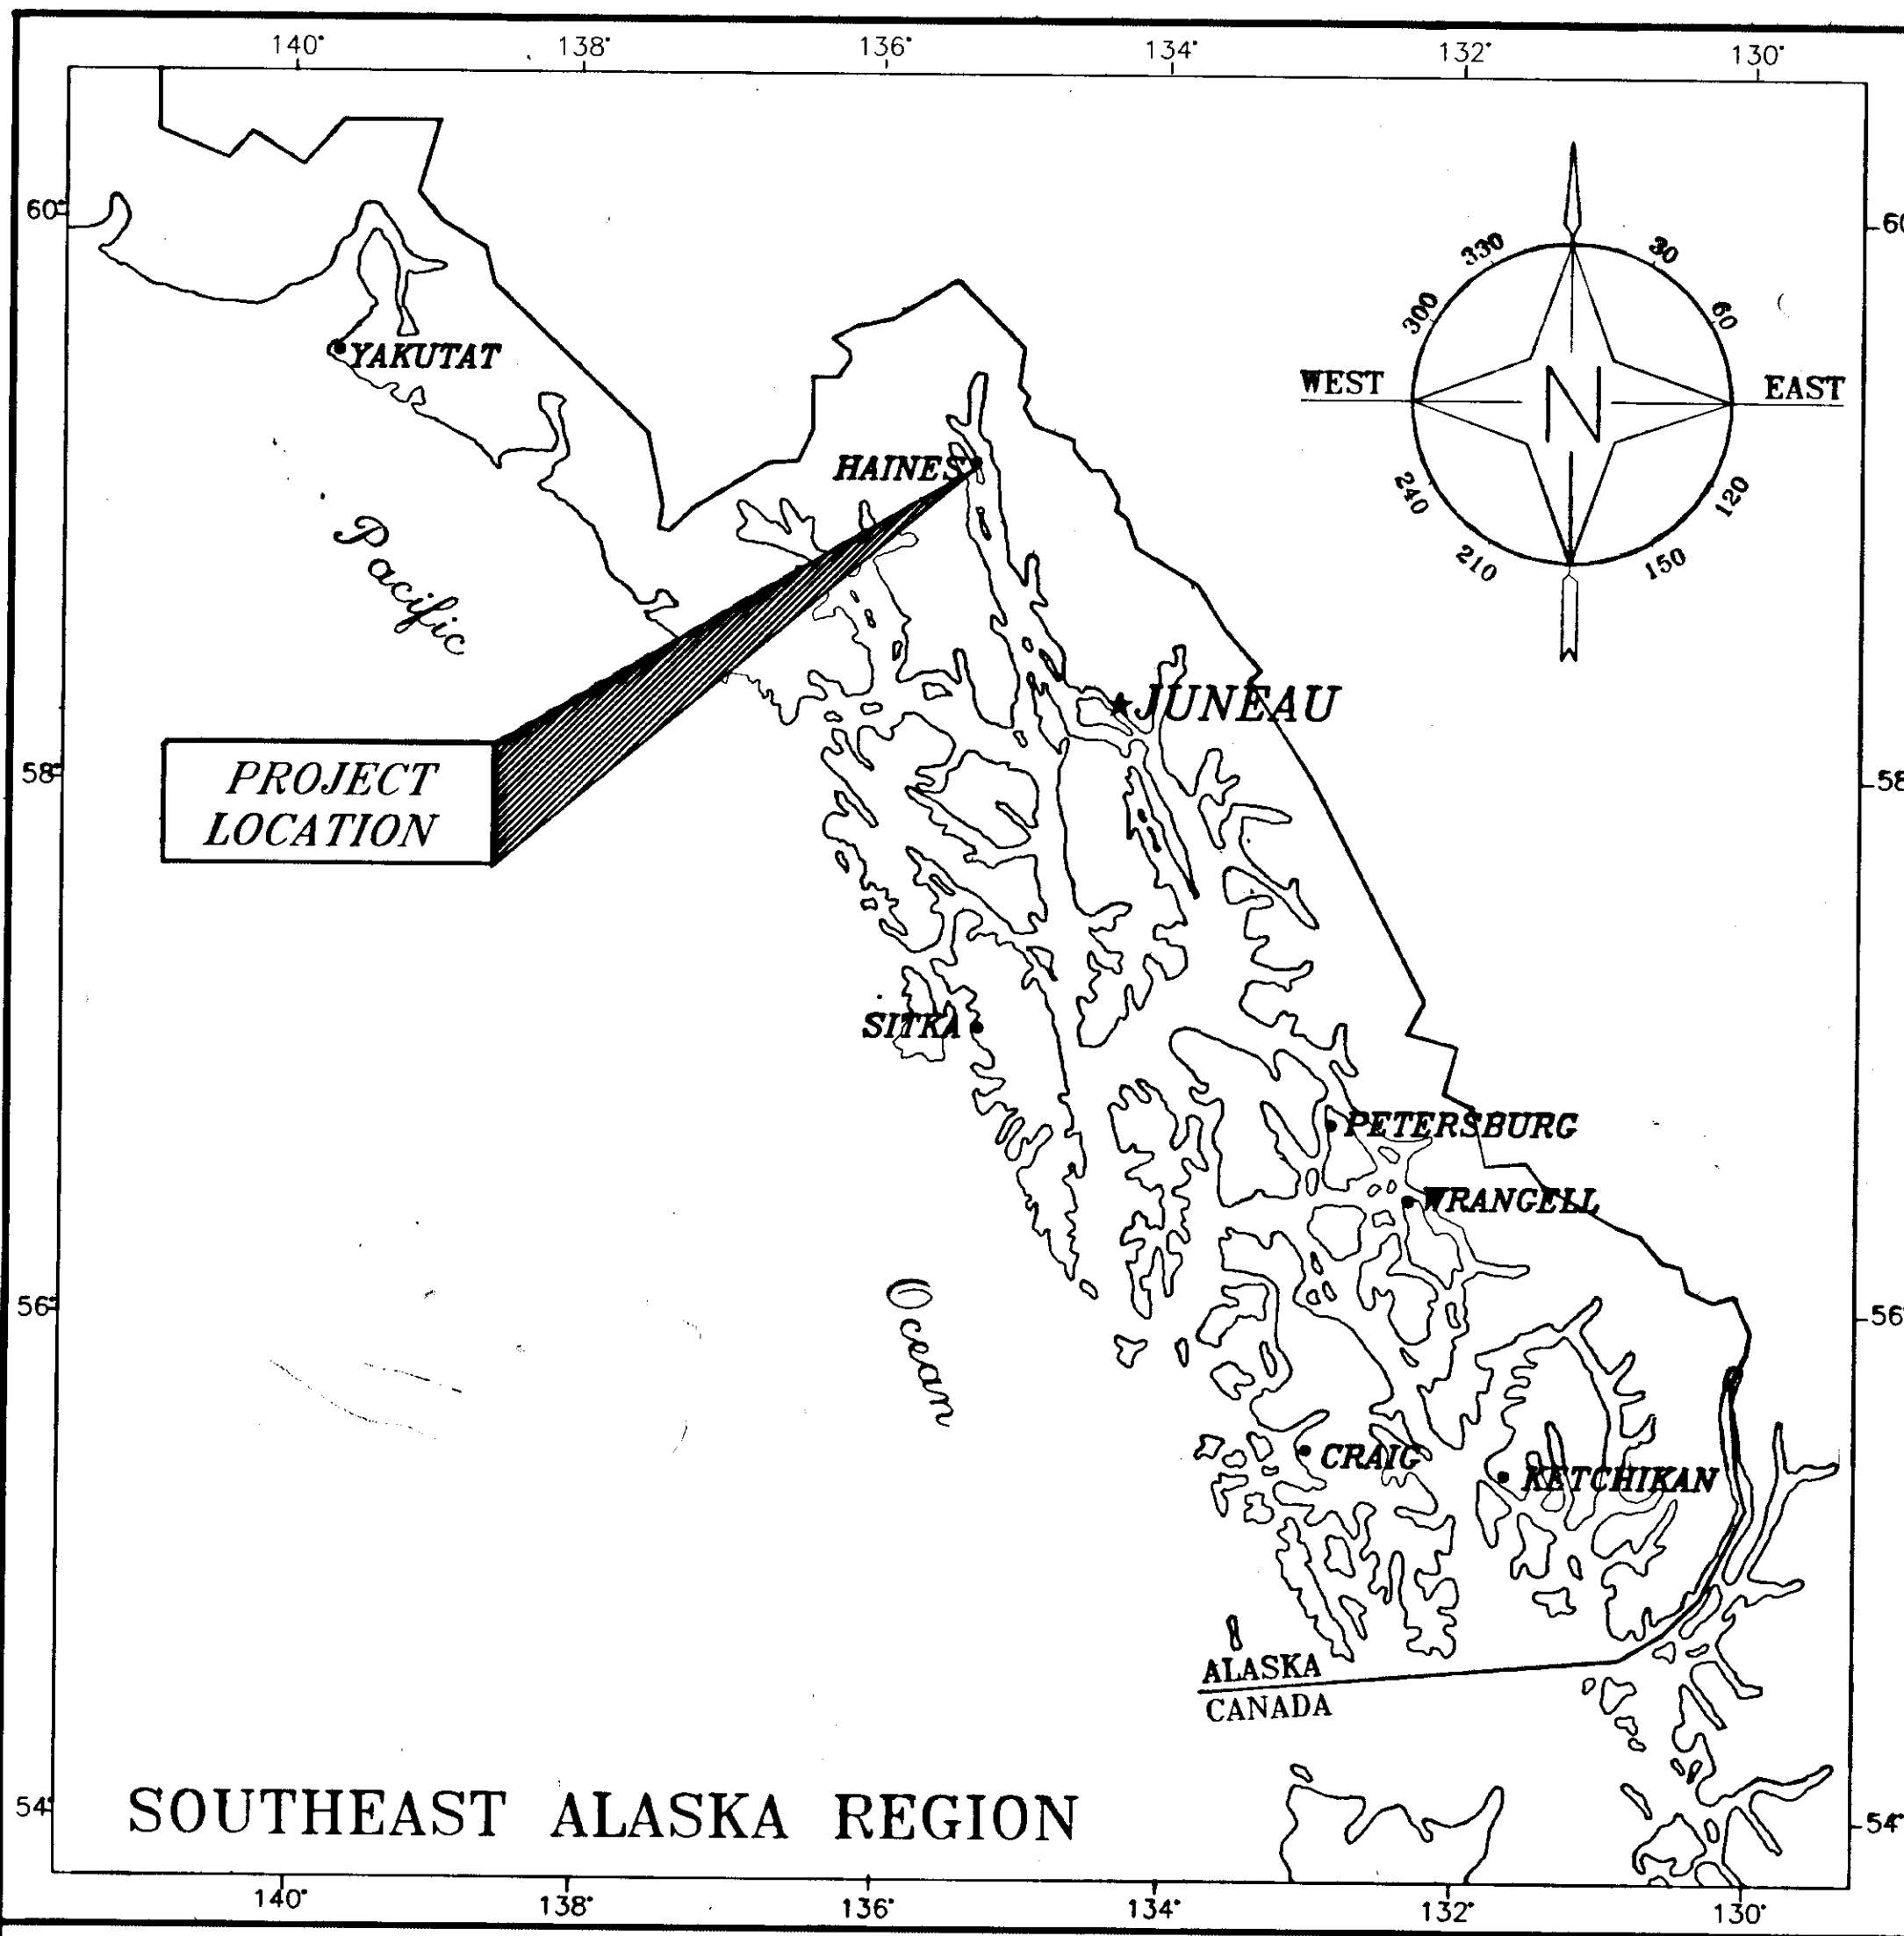 140° 138° 136° 134° 132° 130°
60°
60
330 30
300 60
WEST N EAST
240 120
210 150
YAKUTAT
HAINES
Pacific
JUNEAU
58°
58
PROJECT
LOCATION
SITKA
PETERSBURG
WRANGELL
56°
56°
Ocean
CRAIG
KETCHIKAN
ALASKA
CANADA
54°
54°
SOUTHEAST ALASKA REGION
140° 138° 136° 134° 132° 130°